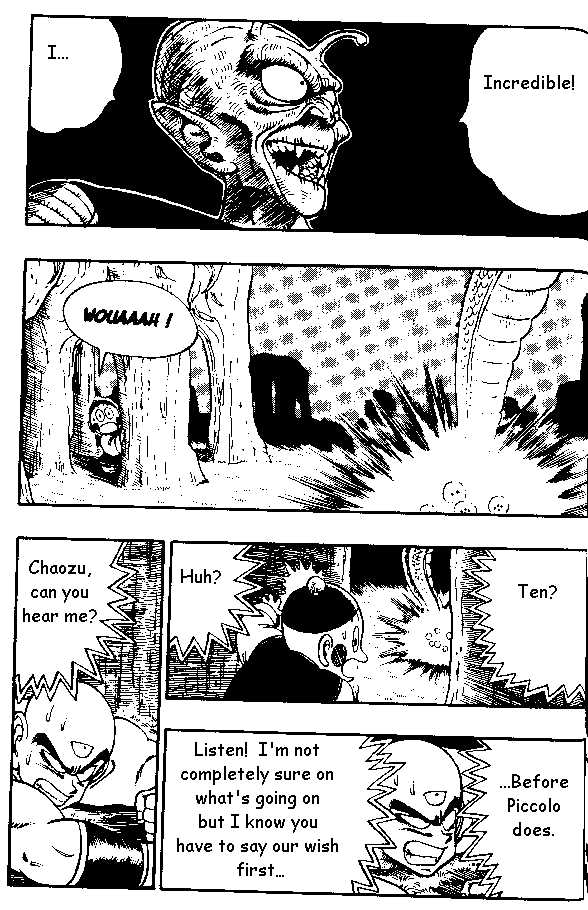 I...
Incredible!
WOUAAAH !
Chaozu,
can you
hear me?
Huh?
Ten?
Listen! I'm not
completely sure on
what's going on
but I know you
have to say our wish
first...
...Before
Piccolo
does.